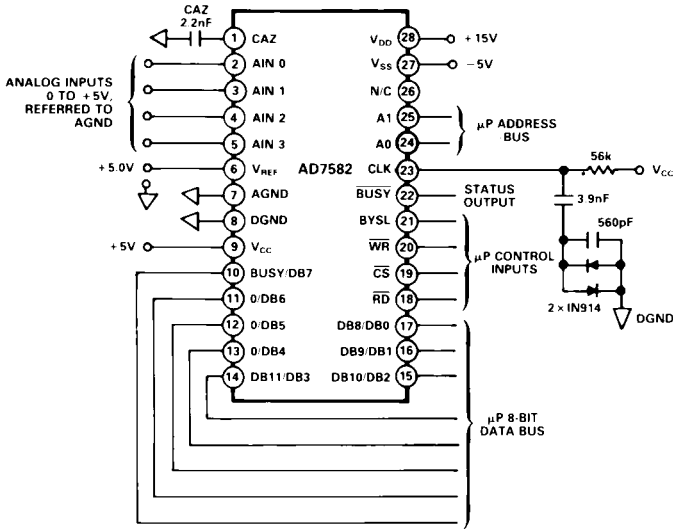 CAZ
2.2nF
1 CAZ
VDD 28 +15V
2 AIN 0
VSS 27 -5V
ANALOG INPUTS
0 TO +5V,
REFERRED TO
AGND
3 AIN 1
N/C 26
4 AIN 2
A1 25
µP ADDRESS
BUS
5 AIN 3
A0 24
+5.0V 6 VREF
AD7582
CLK 23
56k
VCC
7 AGND
BUSY 22 STATUS
OUTPUT
3.9nF
8 DGND
BYSL 21
560pF
+5V 9 VCC
WR 20
µP CONTROL
INPUTS
10 BUSY/DB7
CS 19
11 0/DB6
RD 18
2 × IN914
DGND
12 0/DB5
DB8/DB0 17
13 0/DB4
DB9/DB1 16
14 DB11/DB3
DB10/DB2 15
µP 8-BIT
DATA BUS